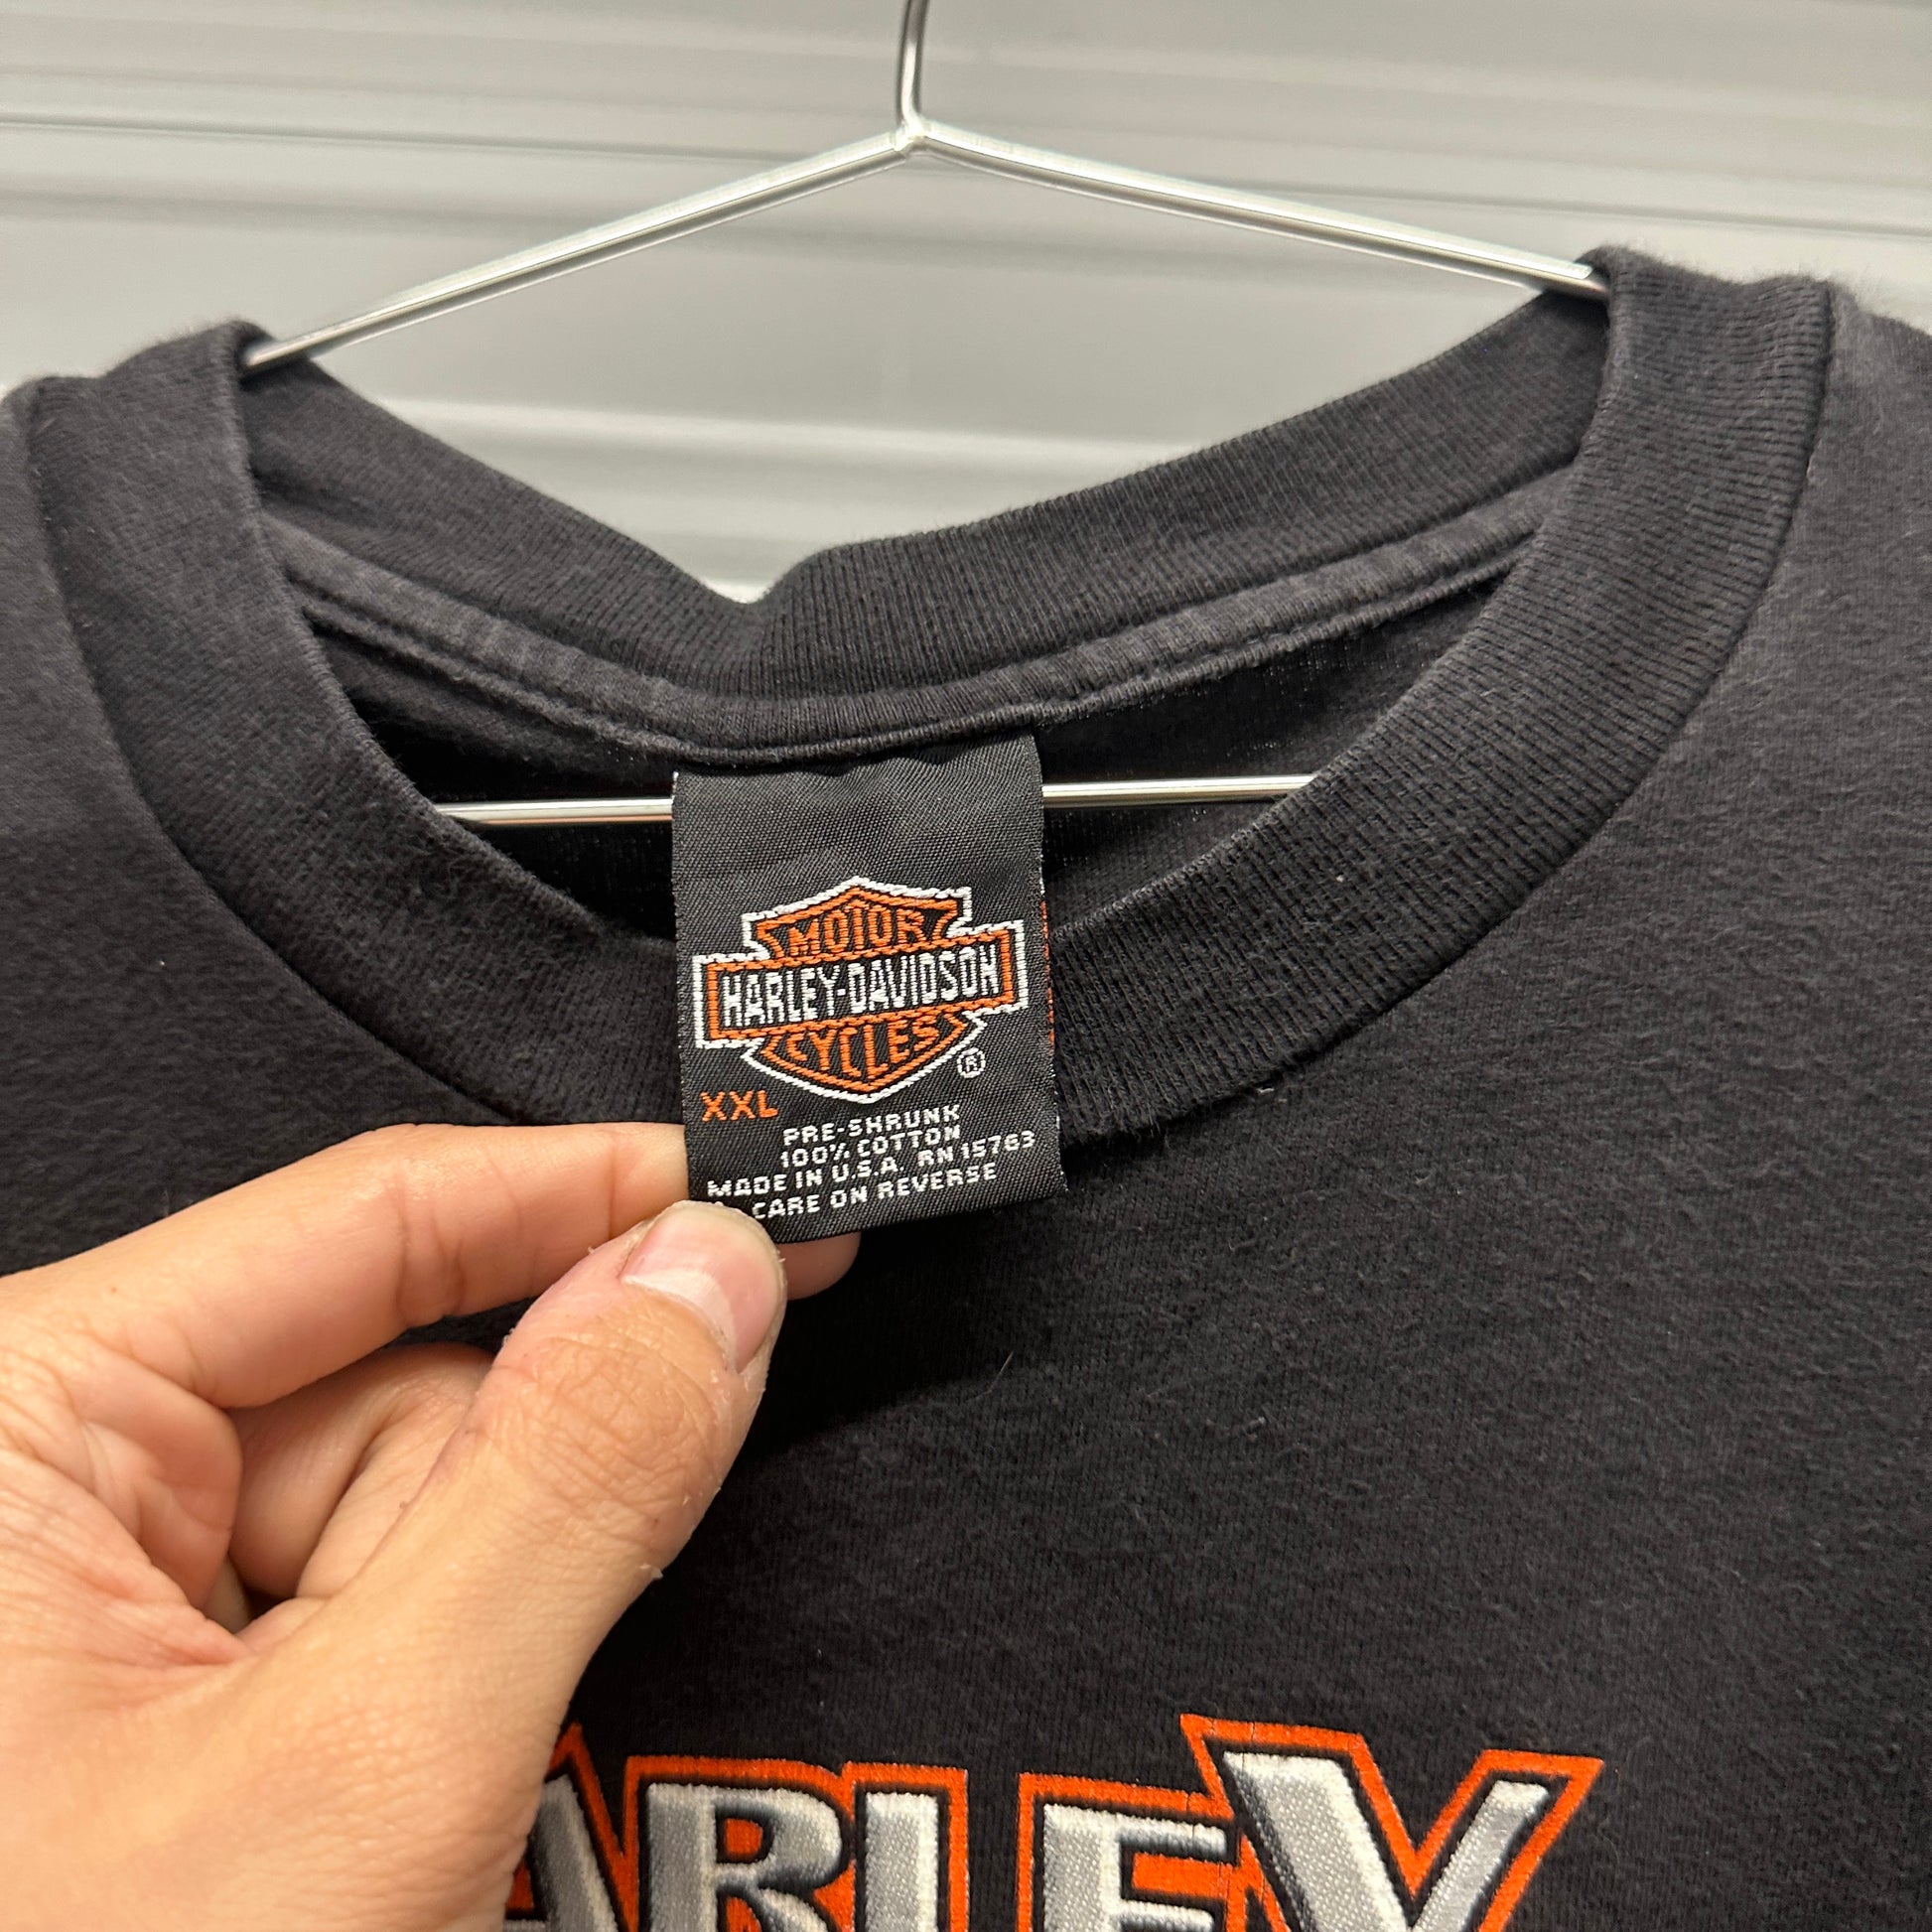 MOTOR
HARLEY-DAVIDSON
CYCLES
®
XXL
PRE-SHRUNK
100% COTTON
MADE IN U.S.A. RN 15763
CARE ON REVERSE
ARLEY